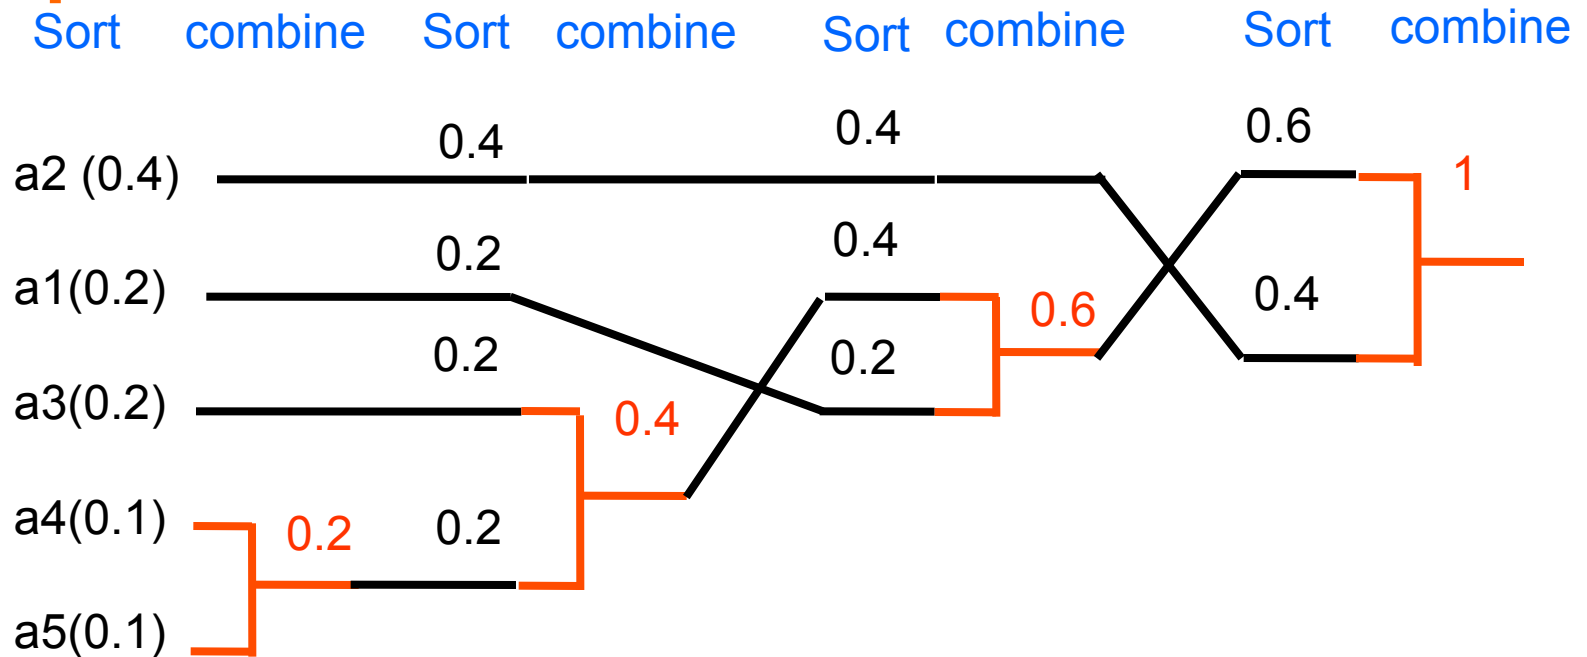 Sort combine Sort combine Sort combine Sort combine
0.4 0.4 0.6
a2 (0.4) 1
0.2 0.4
a1(0.2) 0.6 0.4
0.2 0.2
a3(0.2) 0.4
a4(0.1) 0.2 0.2
a5(0.1)